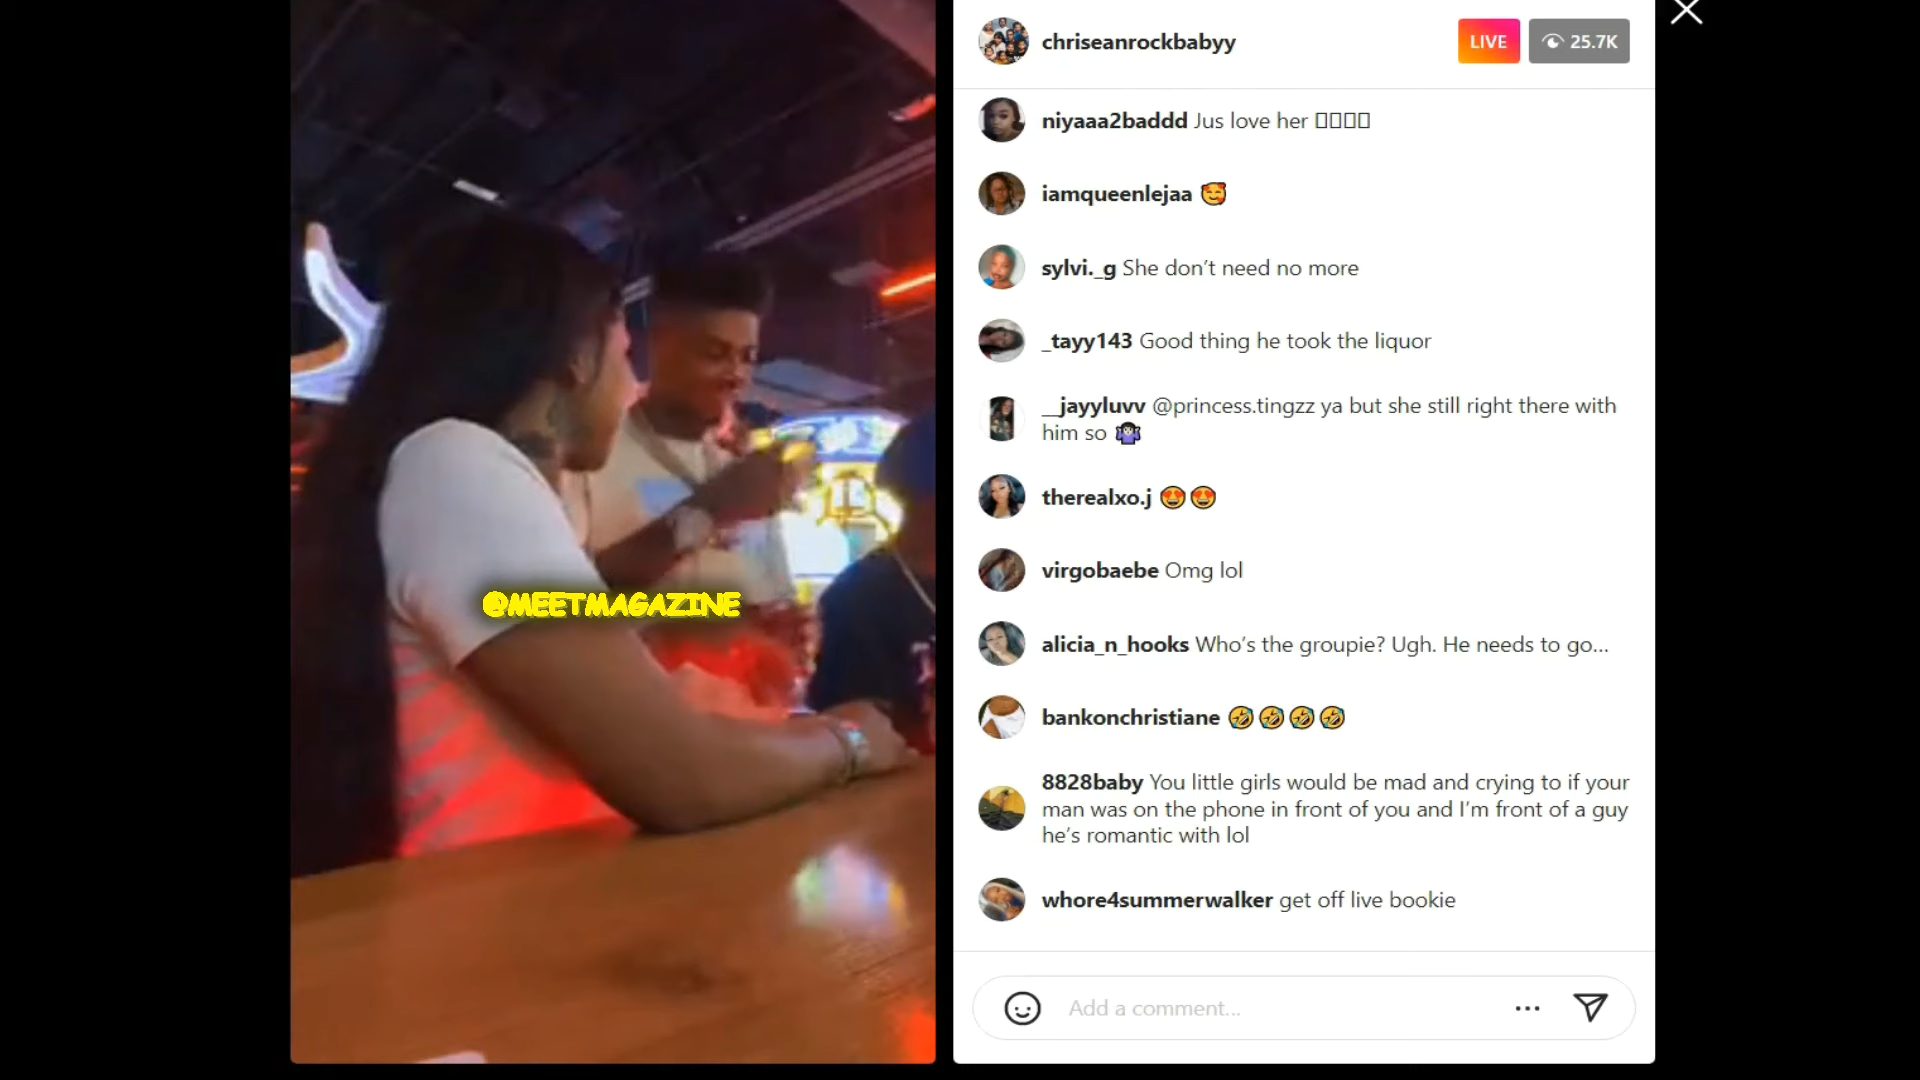 chriseanrockbabyy
LIVE
25.7K
niyaaa2baddd Jus love her
iamqueenlejaa 🥰
sylvi._g She don't need no more
_tayy143 Good thing he took the liquor
__jayyluvv @princess.tingzz ya but she still right there with
him so 🤷🏻‍♀️
therealxo.j 😍😍
virgobaebe Omg lol
alicia_n_hooks Who's the groupie? Ugh. He needs to go...
bankonchristiane 🤣🤣🤣🤣
8828baby You little girls would be mad and crying to if your
man was on the phone in front of you and I'm front of a guy
he's romantic with lol
whore4summerwalker get off live bookie
Add a comment...
@MEETMAGAZINE